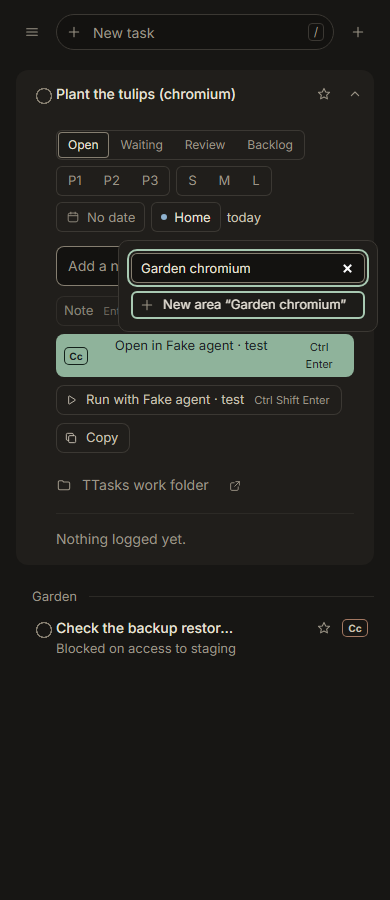 New task /
Plant the tulips (chromium)
Open Waiting Review Backlog
P1 P2 P3 S M L
No date Home today
Add a n
Garden chromium
New area “Garden chromium”
Note Ent
Cc Open in Fake agent · test Ctrl Enter
Run with Fake agent · test Ctrl Shift Enter
Copy
TTasks work folder
Nothing logged yet.
Garden
Check the backup restor… Cc
Blocked on access to staging